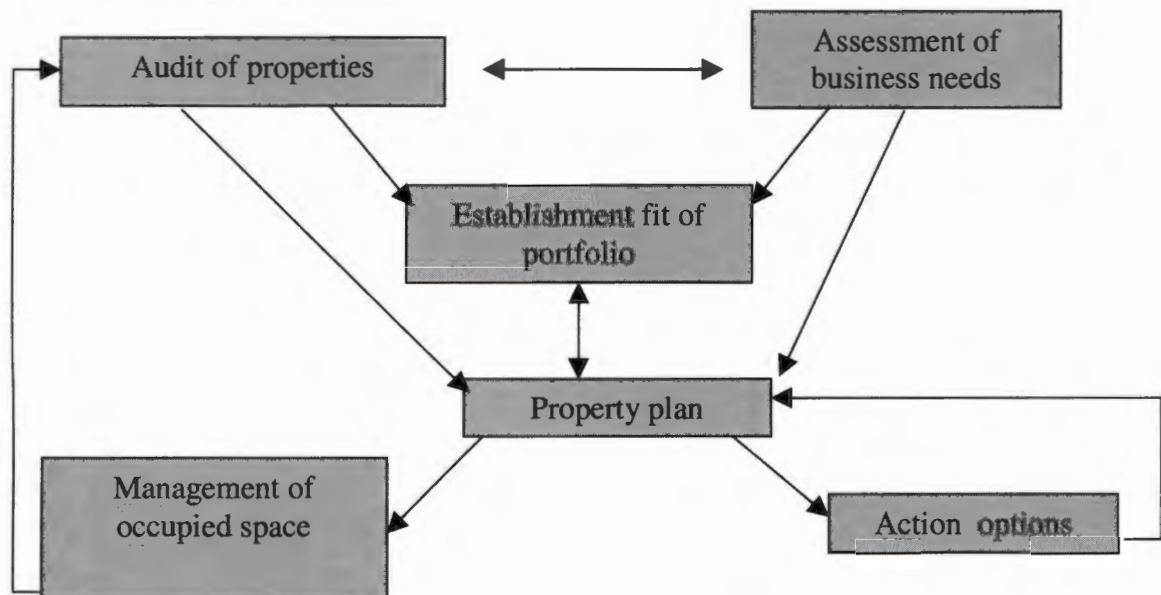 Audit of properties
Assessment of
business needs
Establishment fit of
portfolio
Property plan
Management of
occupied space
Action options